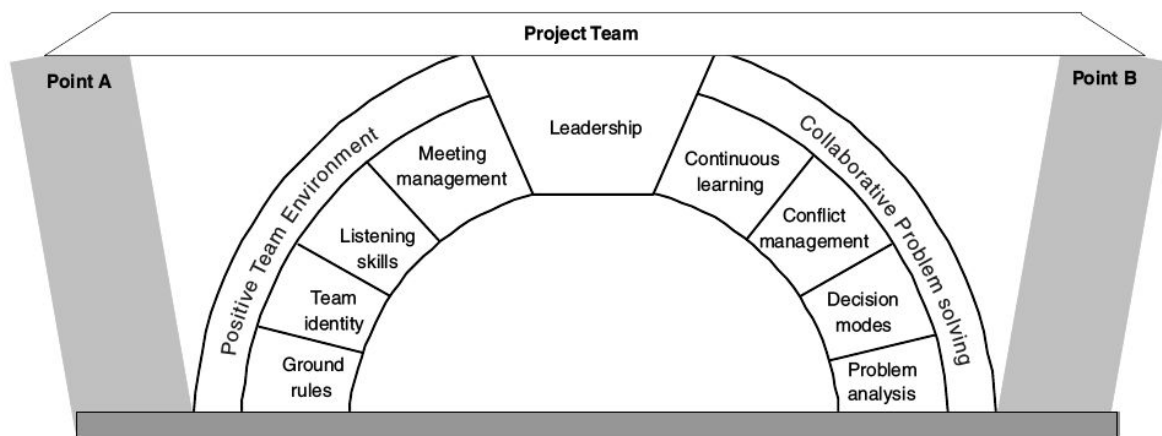 Project Team
Point A
Point B
Leadership
Positive Team Environment
Meeting
management
Listening
skills
Team
identity
Ground
rules
Collaborative Problem solving
Continuous
learning
Conflict
management
Decision
modes
Problem
analysis